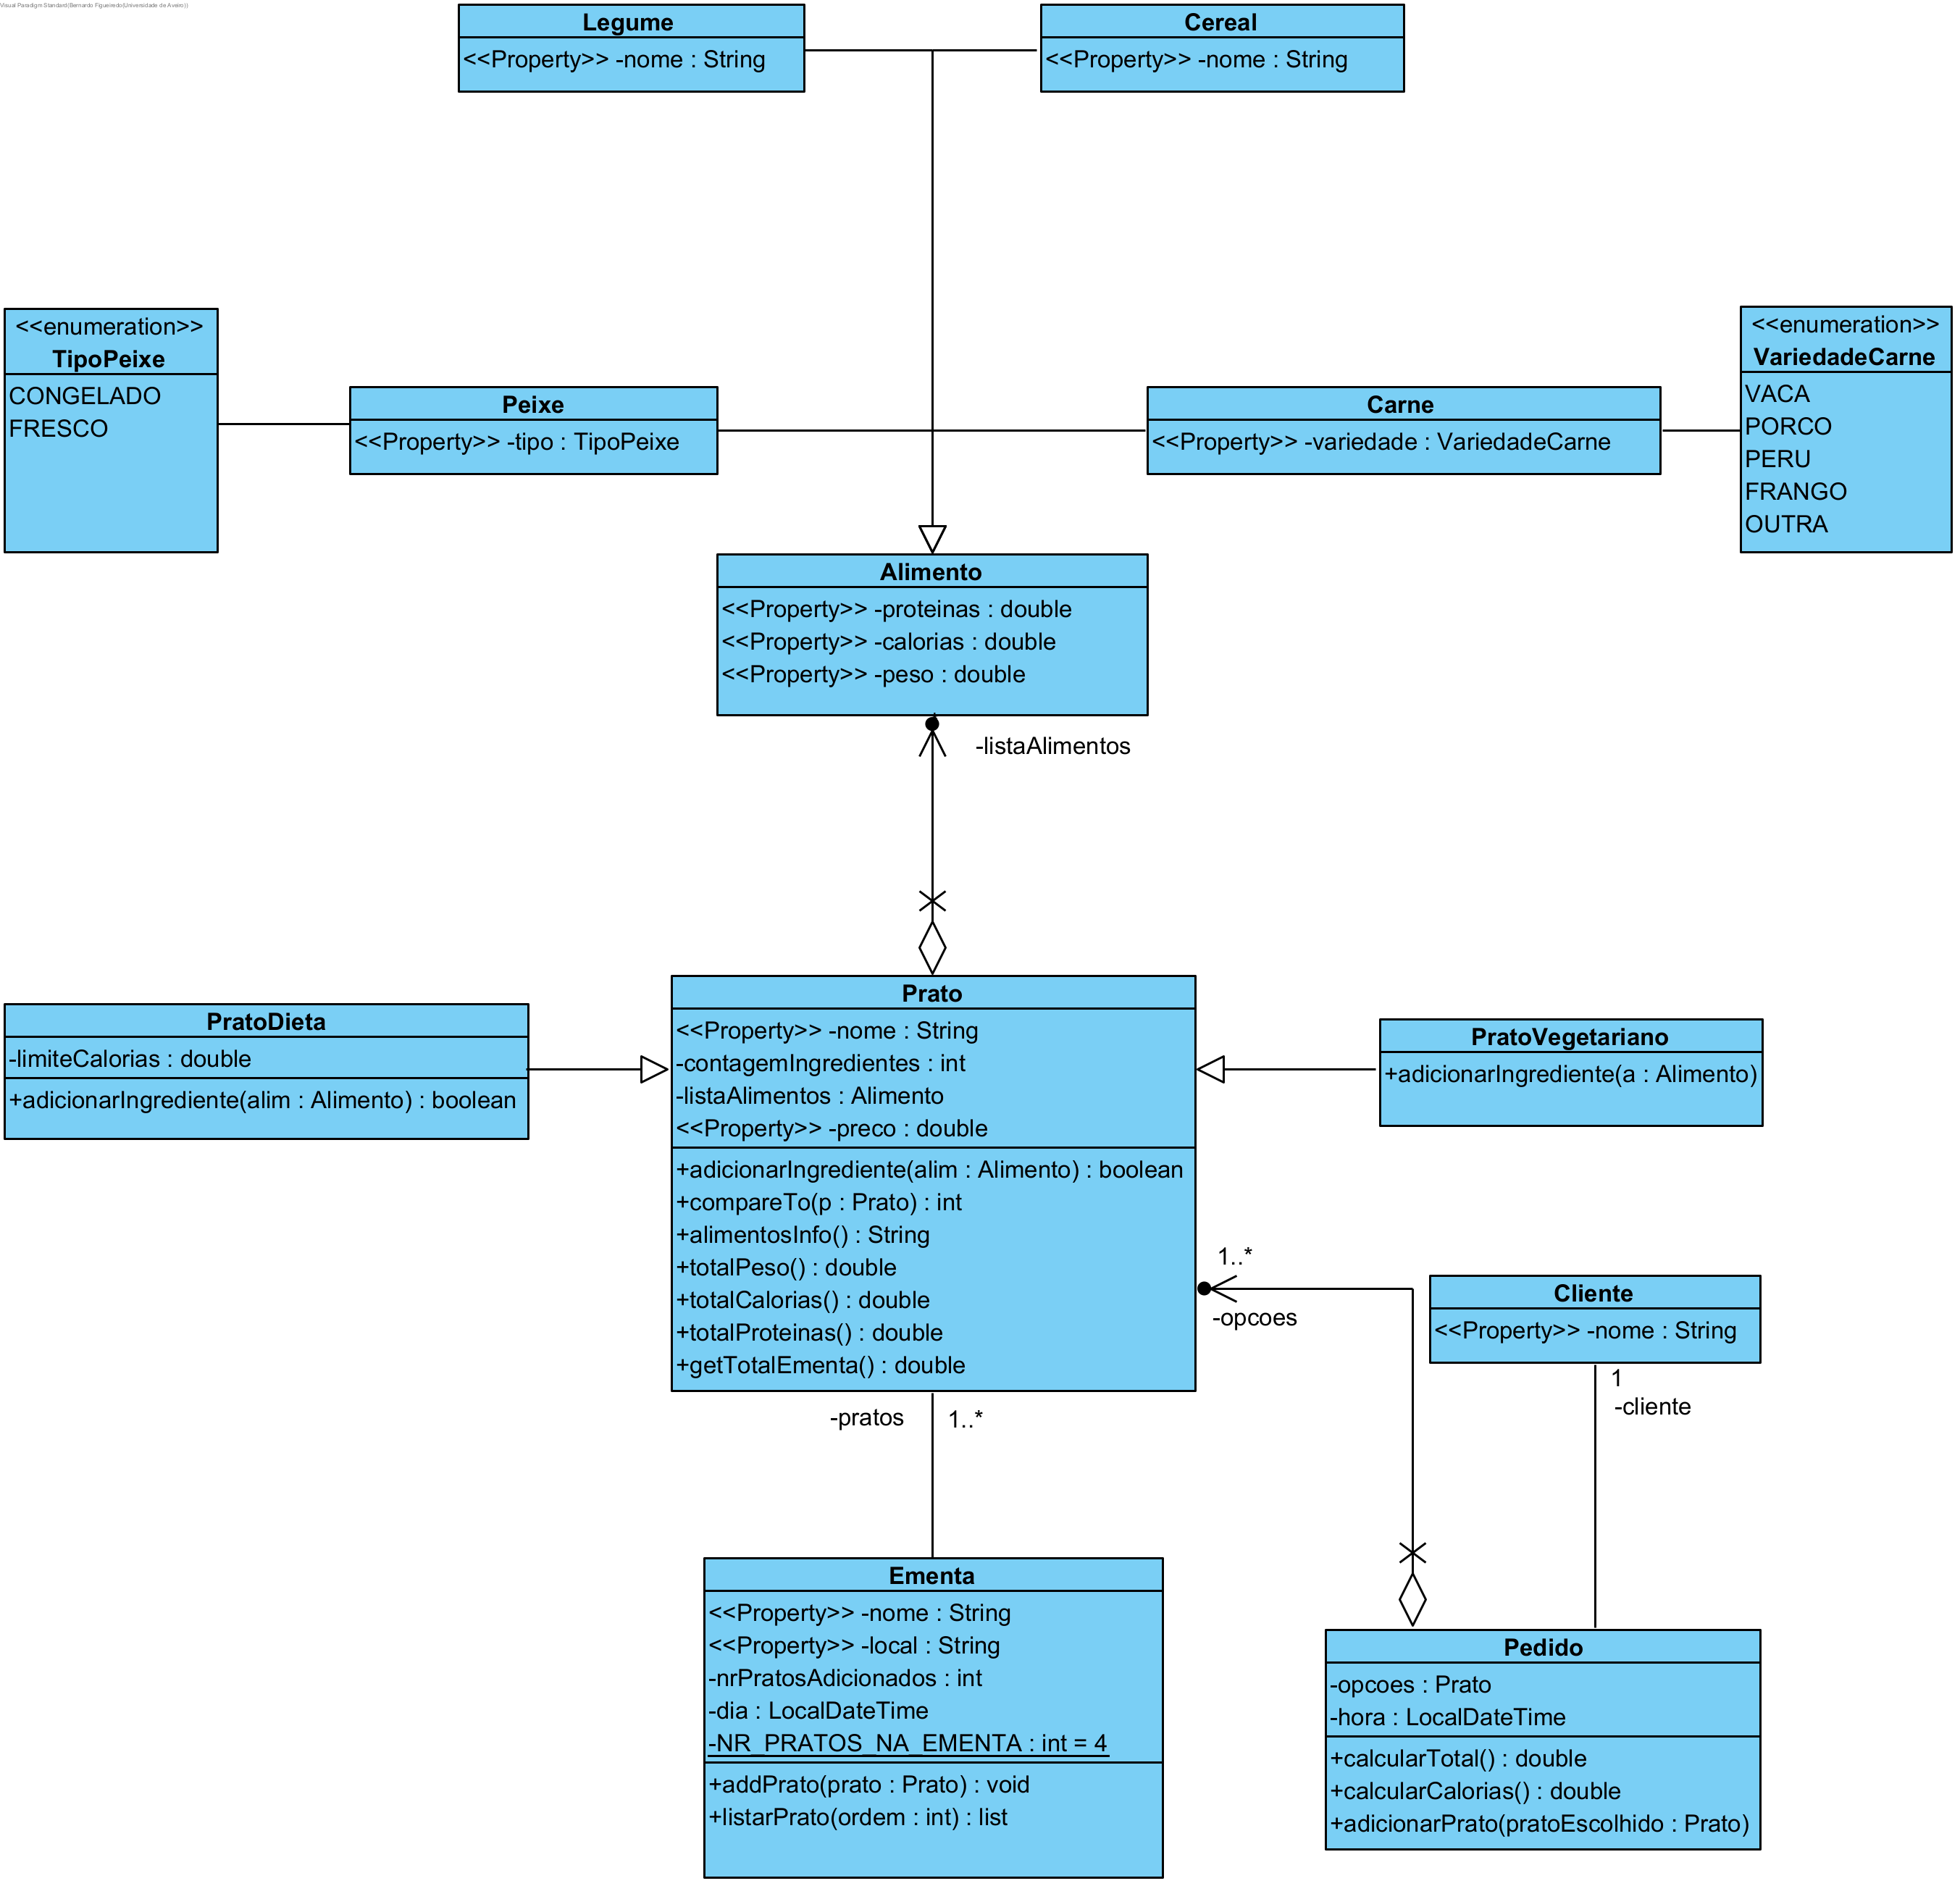 Visual Paradigm Standard(Bernardo Figueiredo(Universidade de Aveiro))
Legume
<<Property>> -nome : String
Cereal
<<Property>> -nome : String
<<enumeration>>
TipoPeixe
CONGELADO
FRESCO
Peixe
<<Property>> -tipo : TipoPeixe
Carne
<<Property>> -variedade : VariedadeCarne
<<enumeration>>
VariedadeCarne
VACA
PORCO
PERU
FRANGO
OUTRA
Alimento
<<Property>> -proteinas : double
<<Property>> -calorias : double
<<Property>> -peso : double
-listaAlimentos
PratoDieta
-limiteCalorias : double
+adicionarIngrediente(alim : Alimento) : boolean
Prato
<<Property>> -nome : String
-contagemIngredientes : int
-listaAlimentos : Alimento
<<Property>> -preco : double
+adicionarIngrediente(alim : Alimento) : boolean
+compareTo(p : Prato) : int
+alimentosInfo() : String
+totalPeso() : double
+totalCalorias() : double
+totalProteinas() : double
+getTotalEmenta() : double
PratoVegetariano
+adicionarIngrediente(a : Alimento)
1..*
-opcoes
Cliente
<<Property>> -nome : String
1
-cliente
-pratos
1..*
Ementa
<<Property>> -nome : String
<<Property>> -local : String
-nrPratosAdicionados : int
-dia : LocalDateTime
-NR_PRATOS_NA_EMENTA : int = 4
+addPrato(prato : Prato) : void
+listarPrato(ordem : int) : list
Pedido
-opcoes : Prato
-hora : LocalDateTime
+calcularTotal() : double
+calcularCalorias() : double
+adicionarPrato(pratoEscolhido : Prato)